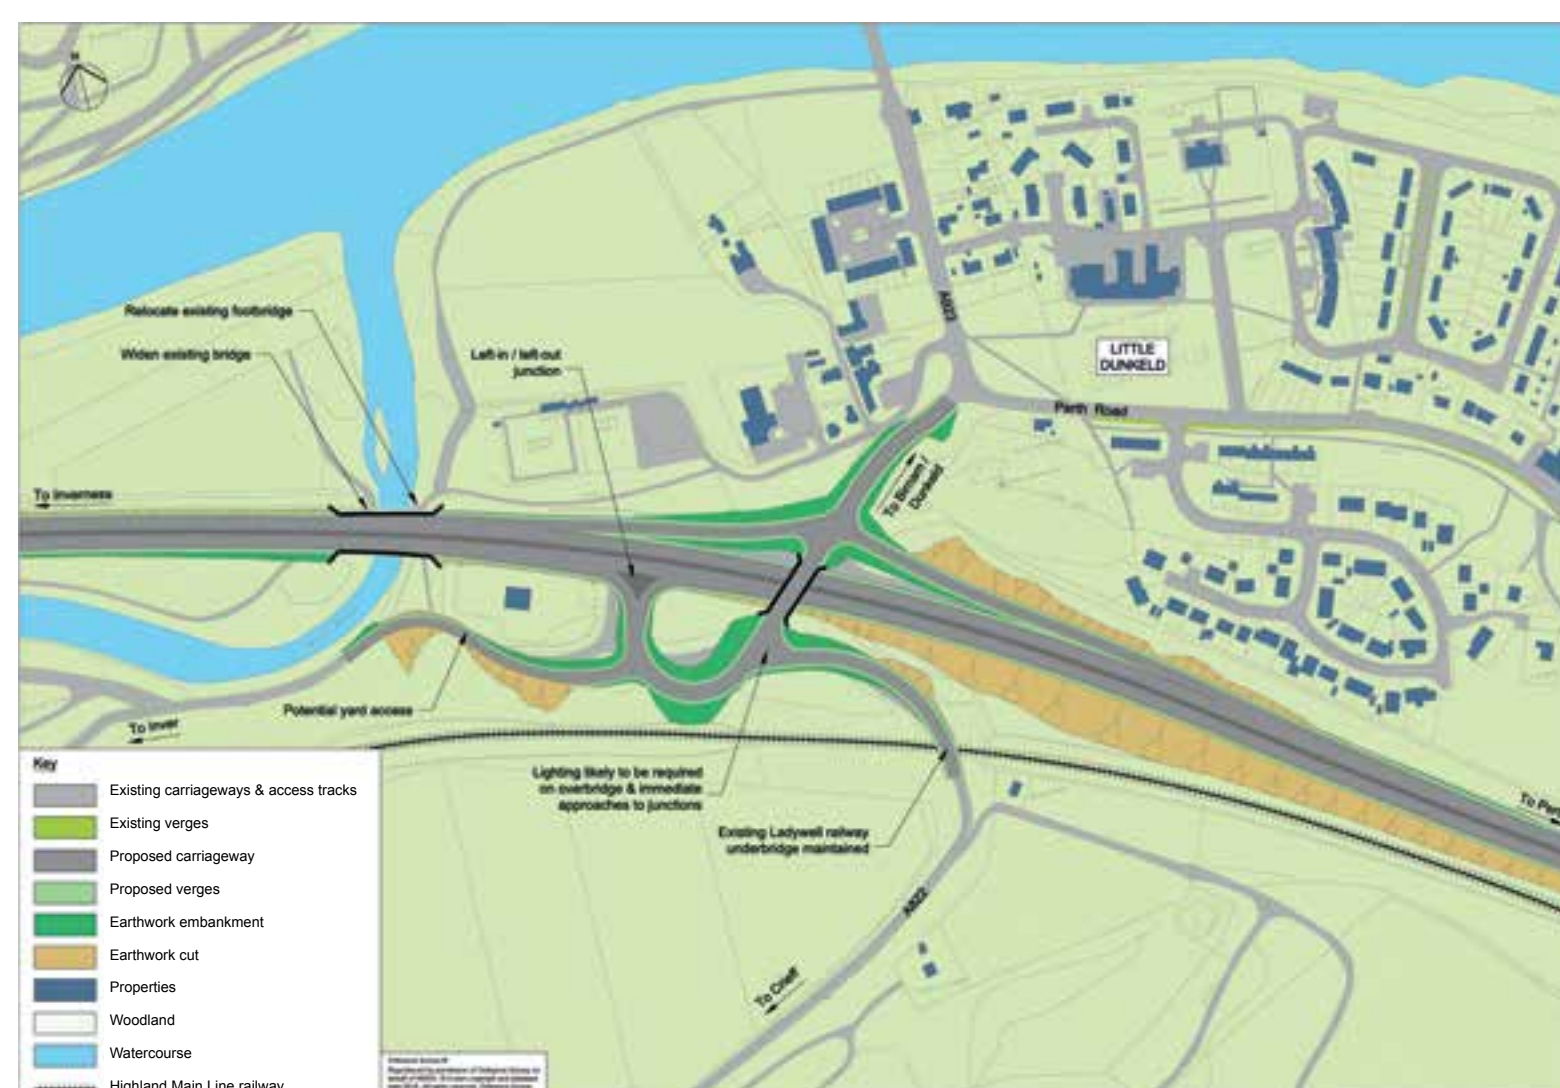 N
Relocate existing footbridge
Widen existing bridge
Left-in / left-out
junction
A923
LITTLE
DUNKELD
Perth Road
To Inverness
To Birnam /
Dunkeld
Potential yard access
To Inver
Lighting likely to be required
on overbridge & immediate
approaches to junctions
Existing Ladywell railway
underbridge maintained
A822
To Crieff
Key
Existing carriageways & access tracks
Existing verges
Proposed carriageway
Proposed verges
Earthwork embankment
Earthwork cut
Properties
Woodland
Watercourse
Highland Main Line railway